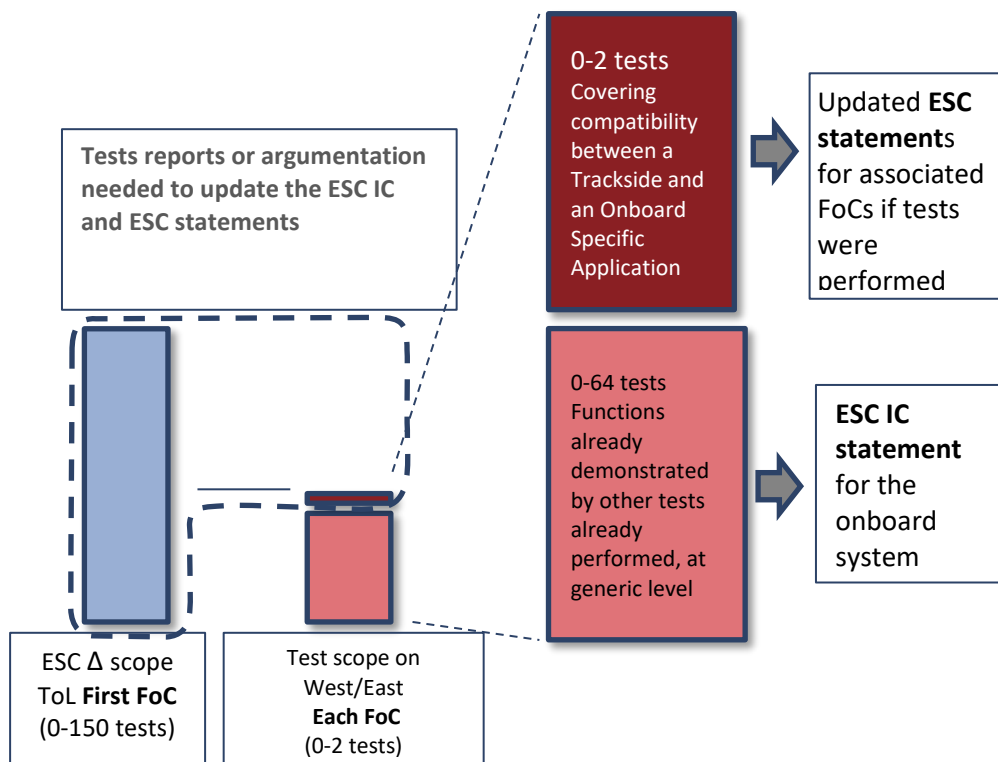 Tests reports or argumentation
needed to update the ESC IC
and ESC statements
0-2 tests
Covering
compatibility
between a
Trackside and
an Onboard
Specific
Application
Updated ESC
statements
for associated
FoCs if tests
were
performed
0-64 tests
Functions
already
demonstrated
by other tests
already
performed, at
generic level
ESC IC
statement
for the
onboard
system
ESC Δ scope
ToL First FoC
(0-150 tests)
Test scope on
West/East
Each FoC
(0-2 tests)